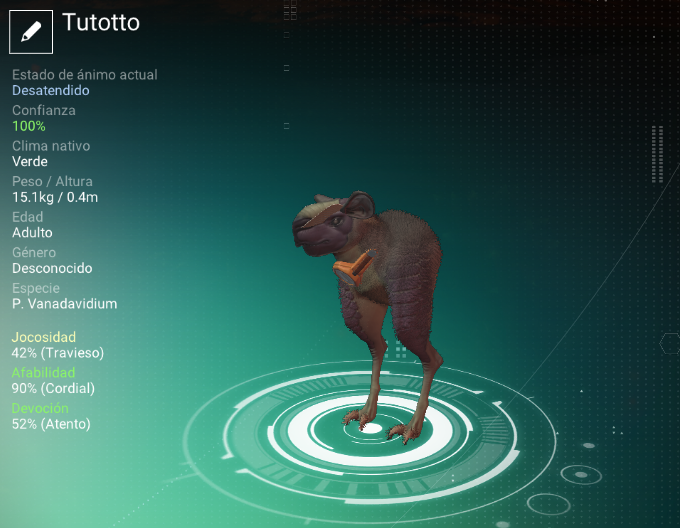 Tutotto
Estado de ánimo actual
Desatendido
Confianza
100%
Clima nativo
Verde
Peso / Altura
15.1kg / 0.4m
Edad
Adulto
Género
Desconocido
Especie
P. Vanadavidium
Jocosidad
42% (Travieso)
Afabilidad
90% (Cordial)
Devoción
52% (Atento)